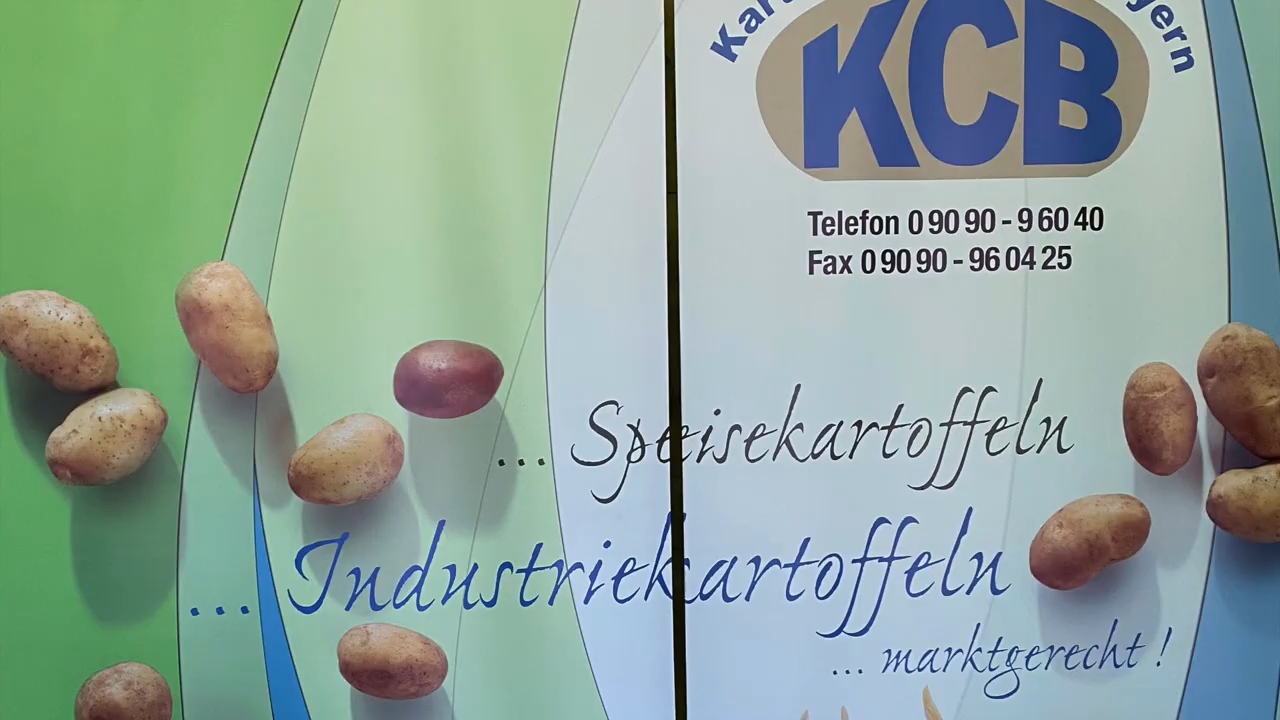 KCB
Telefon 0 90 90 - 9 60 40
Fax 0 90 90 - 96 04 25
... Speisekartoffeln
... Industriekartoffeln
... marktgerecht !